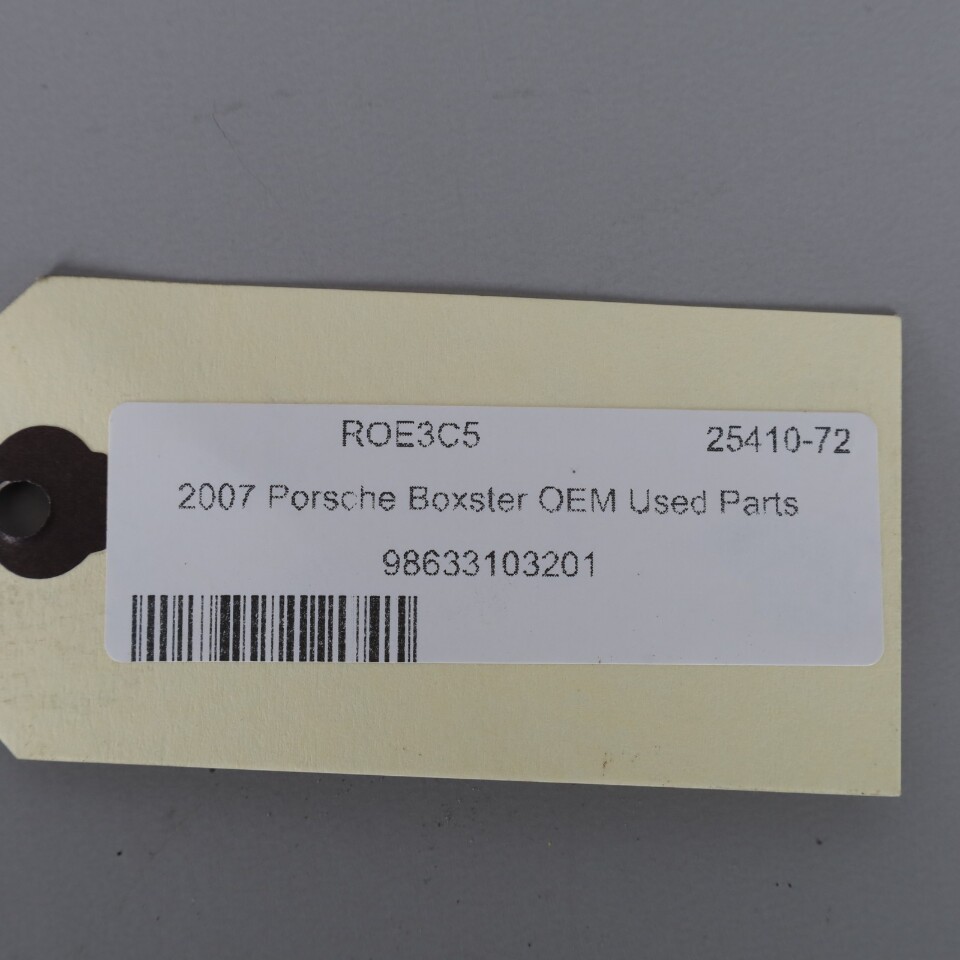 ROE3C5 25410-72
2007 Porsche Boxster OEM Used Parts
98633103201